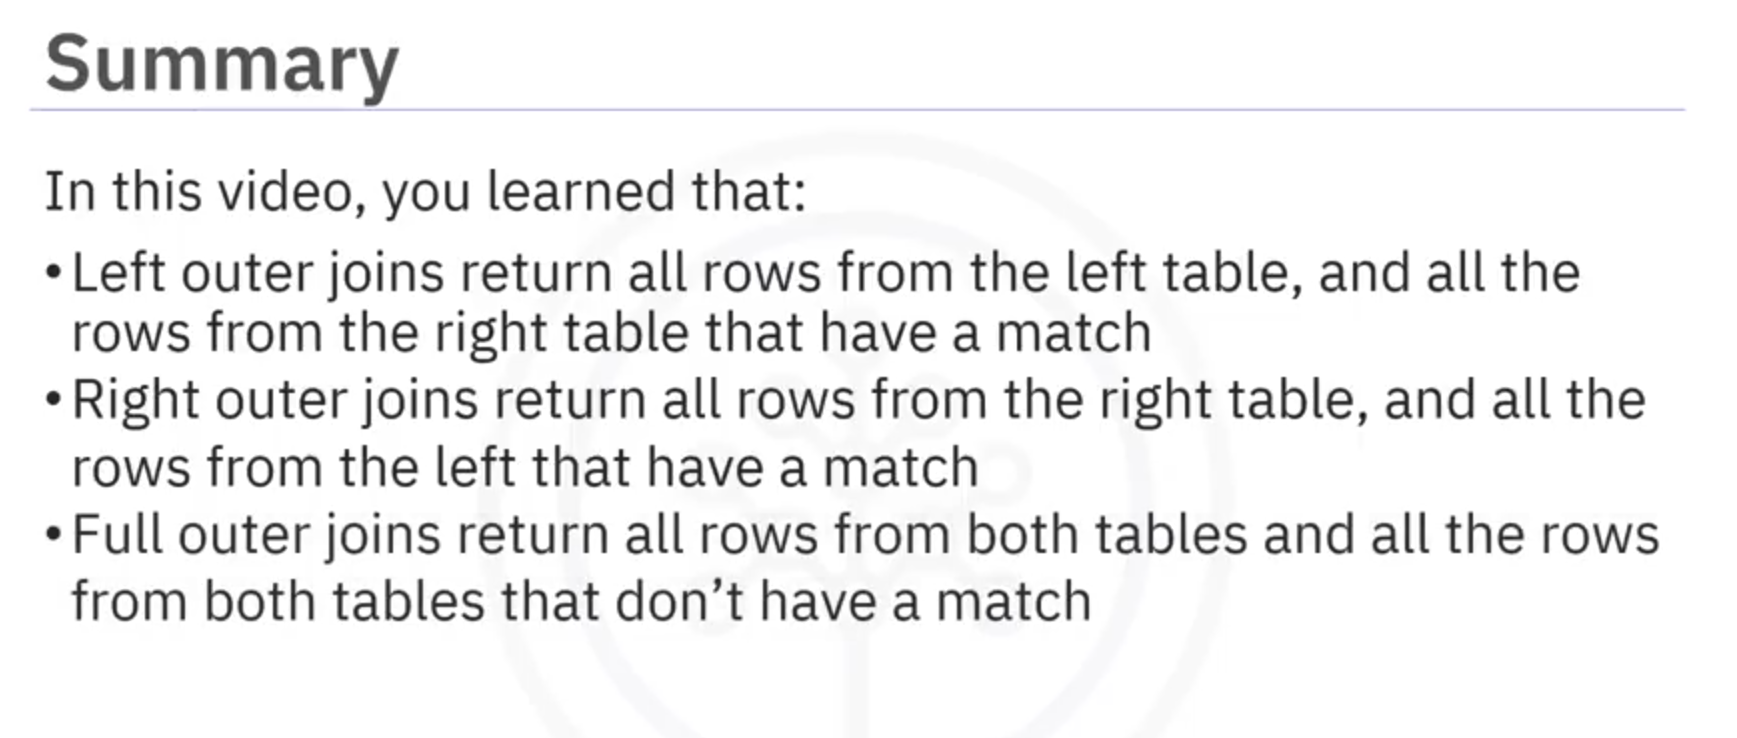 Summary
In this video, you learned that:
•Left outer joins return all rows from the left table, and all the
rows from the right table that have a match
•Right outer joins return all rows from the right table, and all the
rows from the left that have a match
•Full outer joins return all rows from both tables and all the rows
from both tables that don’t have a match